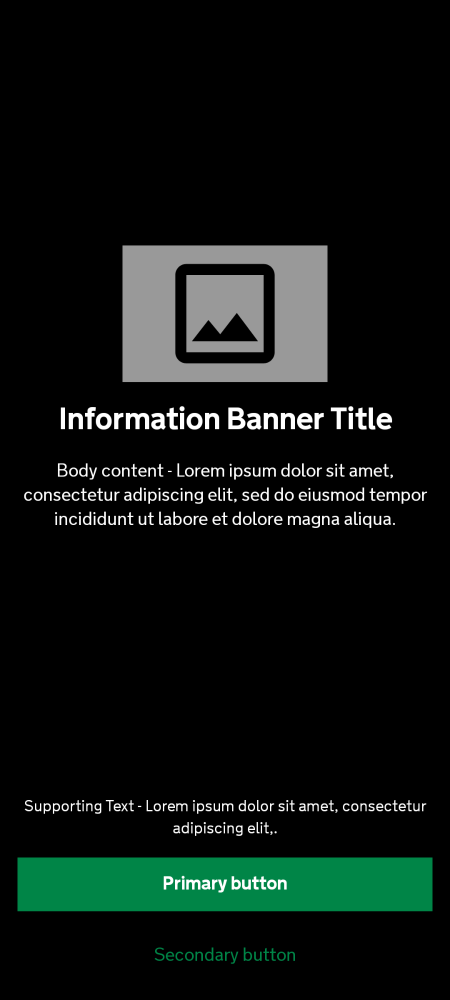 Information Banner Title
Body content - Lorem ipsum dolor sit amet,
consectetur adipiscing elit, sed do eiusmod tempor
incididunt ut labore et dolore magna aliqua.
Supporting Text - Lorem ipsum dolor sit amet, consectetur
adipiscing elit,.
Primary button
Secondary button